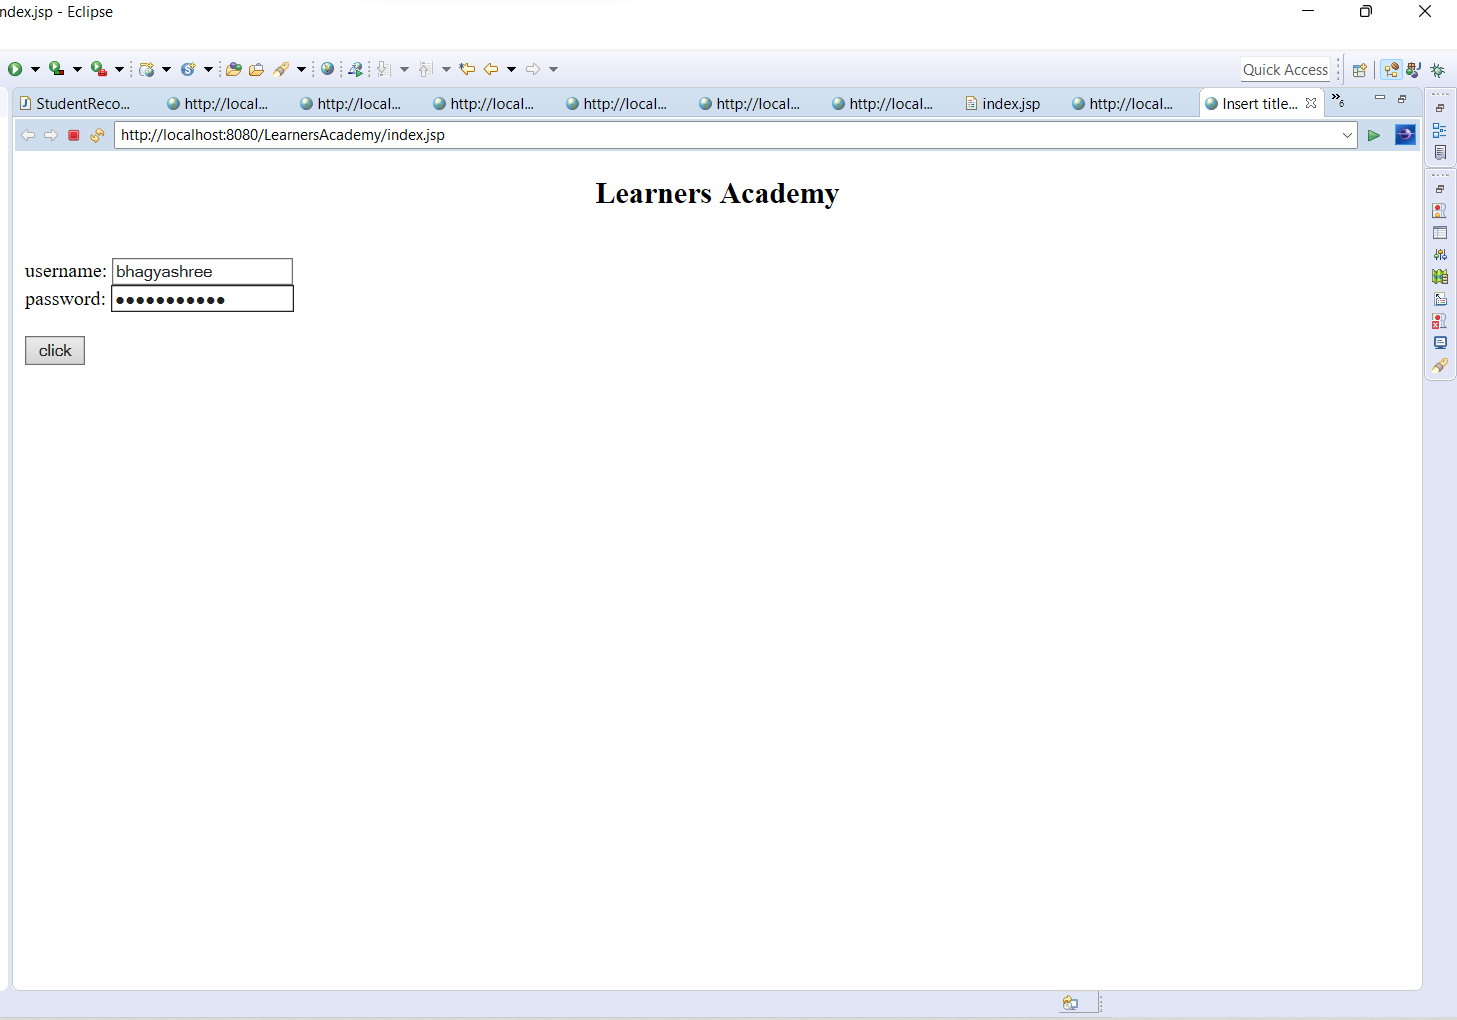 ndex.jsp - Eclipse
Quick Access
StudentReco... http://local... http://local... http://local... http://local... http://local... http://local... index.jsp http://local... Insert title... »6
http://localhost:8080/LearnersAcademy/index.jsp
Learners Academy
username: bhagyashree
password: ●●●●●●●●●●●
click